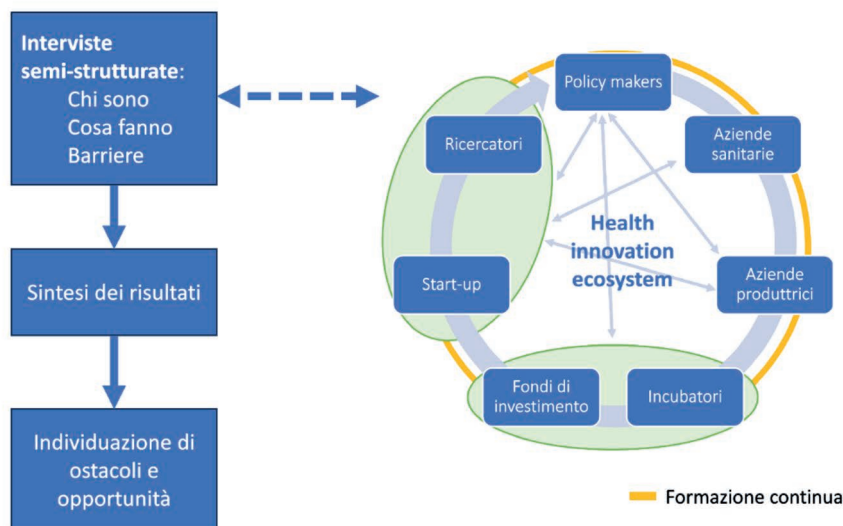 Interviste
semi-strutturate:
Chi sono
Cosa fanno
Barriere
Sintesi dei risultati
Individuazione di
ostacoli e
opportunità
Policy makers
Aziende
sanitarie
Aziende
produttrici
Incubatori
Fondi di
investimento
Start-up
Ricercatori
Health
innovation
ecosystem
Formazione continua